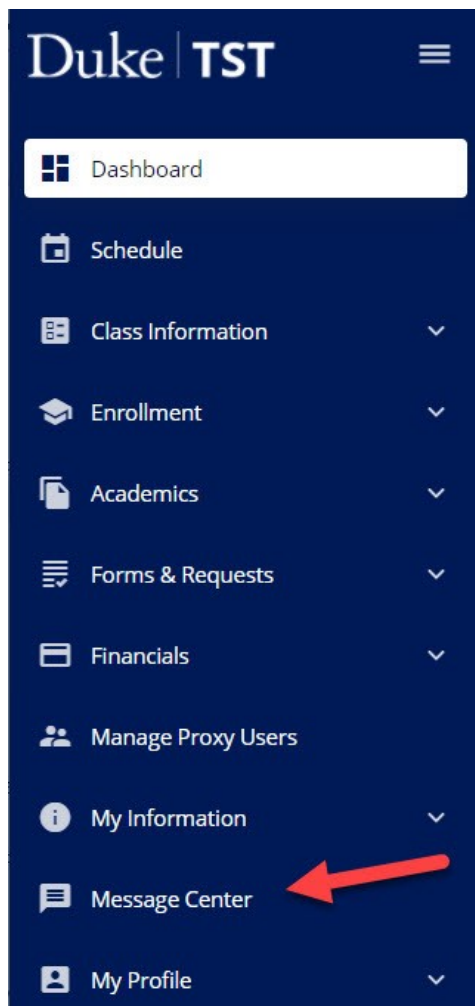 Duke | TST
Dashboard
Schedule
Class Information
Enrollment
Academics
Forms & Requests
Financials
Manage Proxy Users
My Information
Message Center
My Profile